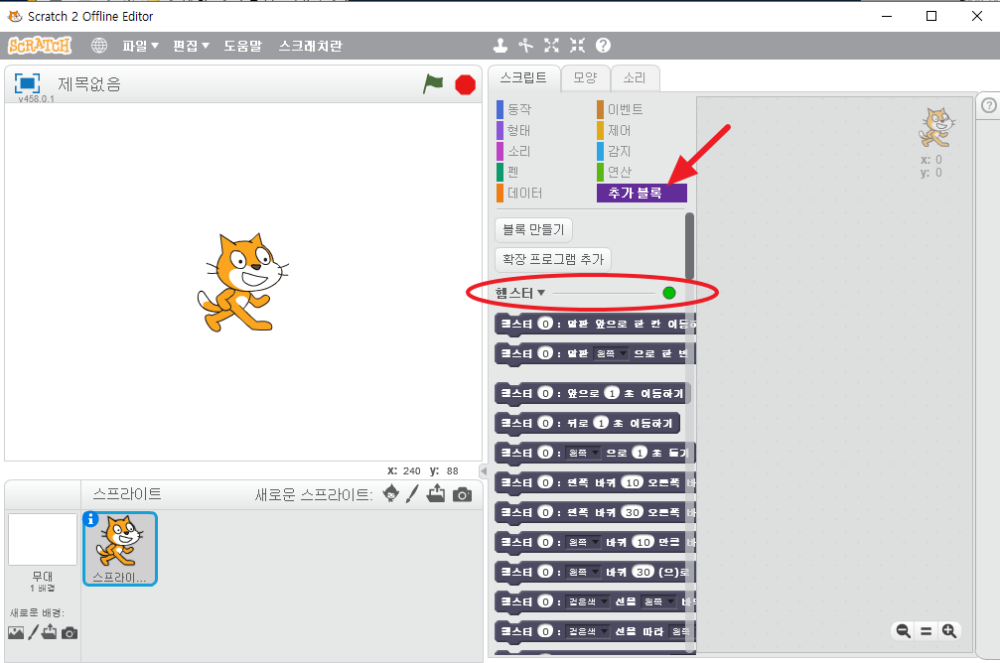 Scratch 2 Offline Editor
SCRATCH 파일 편집 도움말 스크래치란
제목없음
v458.0.1
스크립트 모양 소리
동작 이벤트
형태 제어
소리 감지
펜 연산
데이터 추가 블록
x: 0
y: 0
블록 만들기
확장 프로그램 추가
햄스터
햄스터 0 : 말판 앞으로 한 칸 이동하
햄스터 0 : 말판 왼쪽 으로 한 번
햄스터 0 : 앞으로 1 초 이동하기
햄스터 0 : 뒤로 1 초 이동하기
햄스터 0 : 왼쪽 으로 1 초 돌기
햄스터 0 : 왼쪽 바퀴 10 오른쪽 바
햄스터 0 : 왼쪽 바퀴 30 오른쪽 바
햄스터 0 : 왼쪽 바퀴 10 만큼 바
햄스터 0 : 왼쪽 바퀴 30 (으)로
햄스터 0 : 검은색 선을 왼쪽 바
햄스터 0 : 검은색 선을 따라 왼쪽
x: 240 y: 88
스프라이트 새로운 스프라이트:
무대
1 배경
새로운 배경:
스프라이...